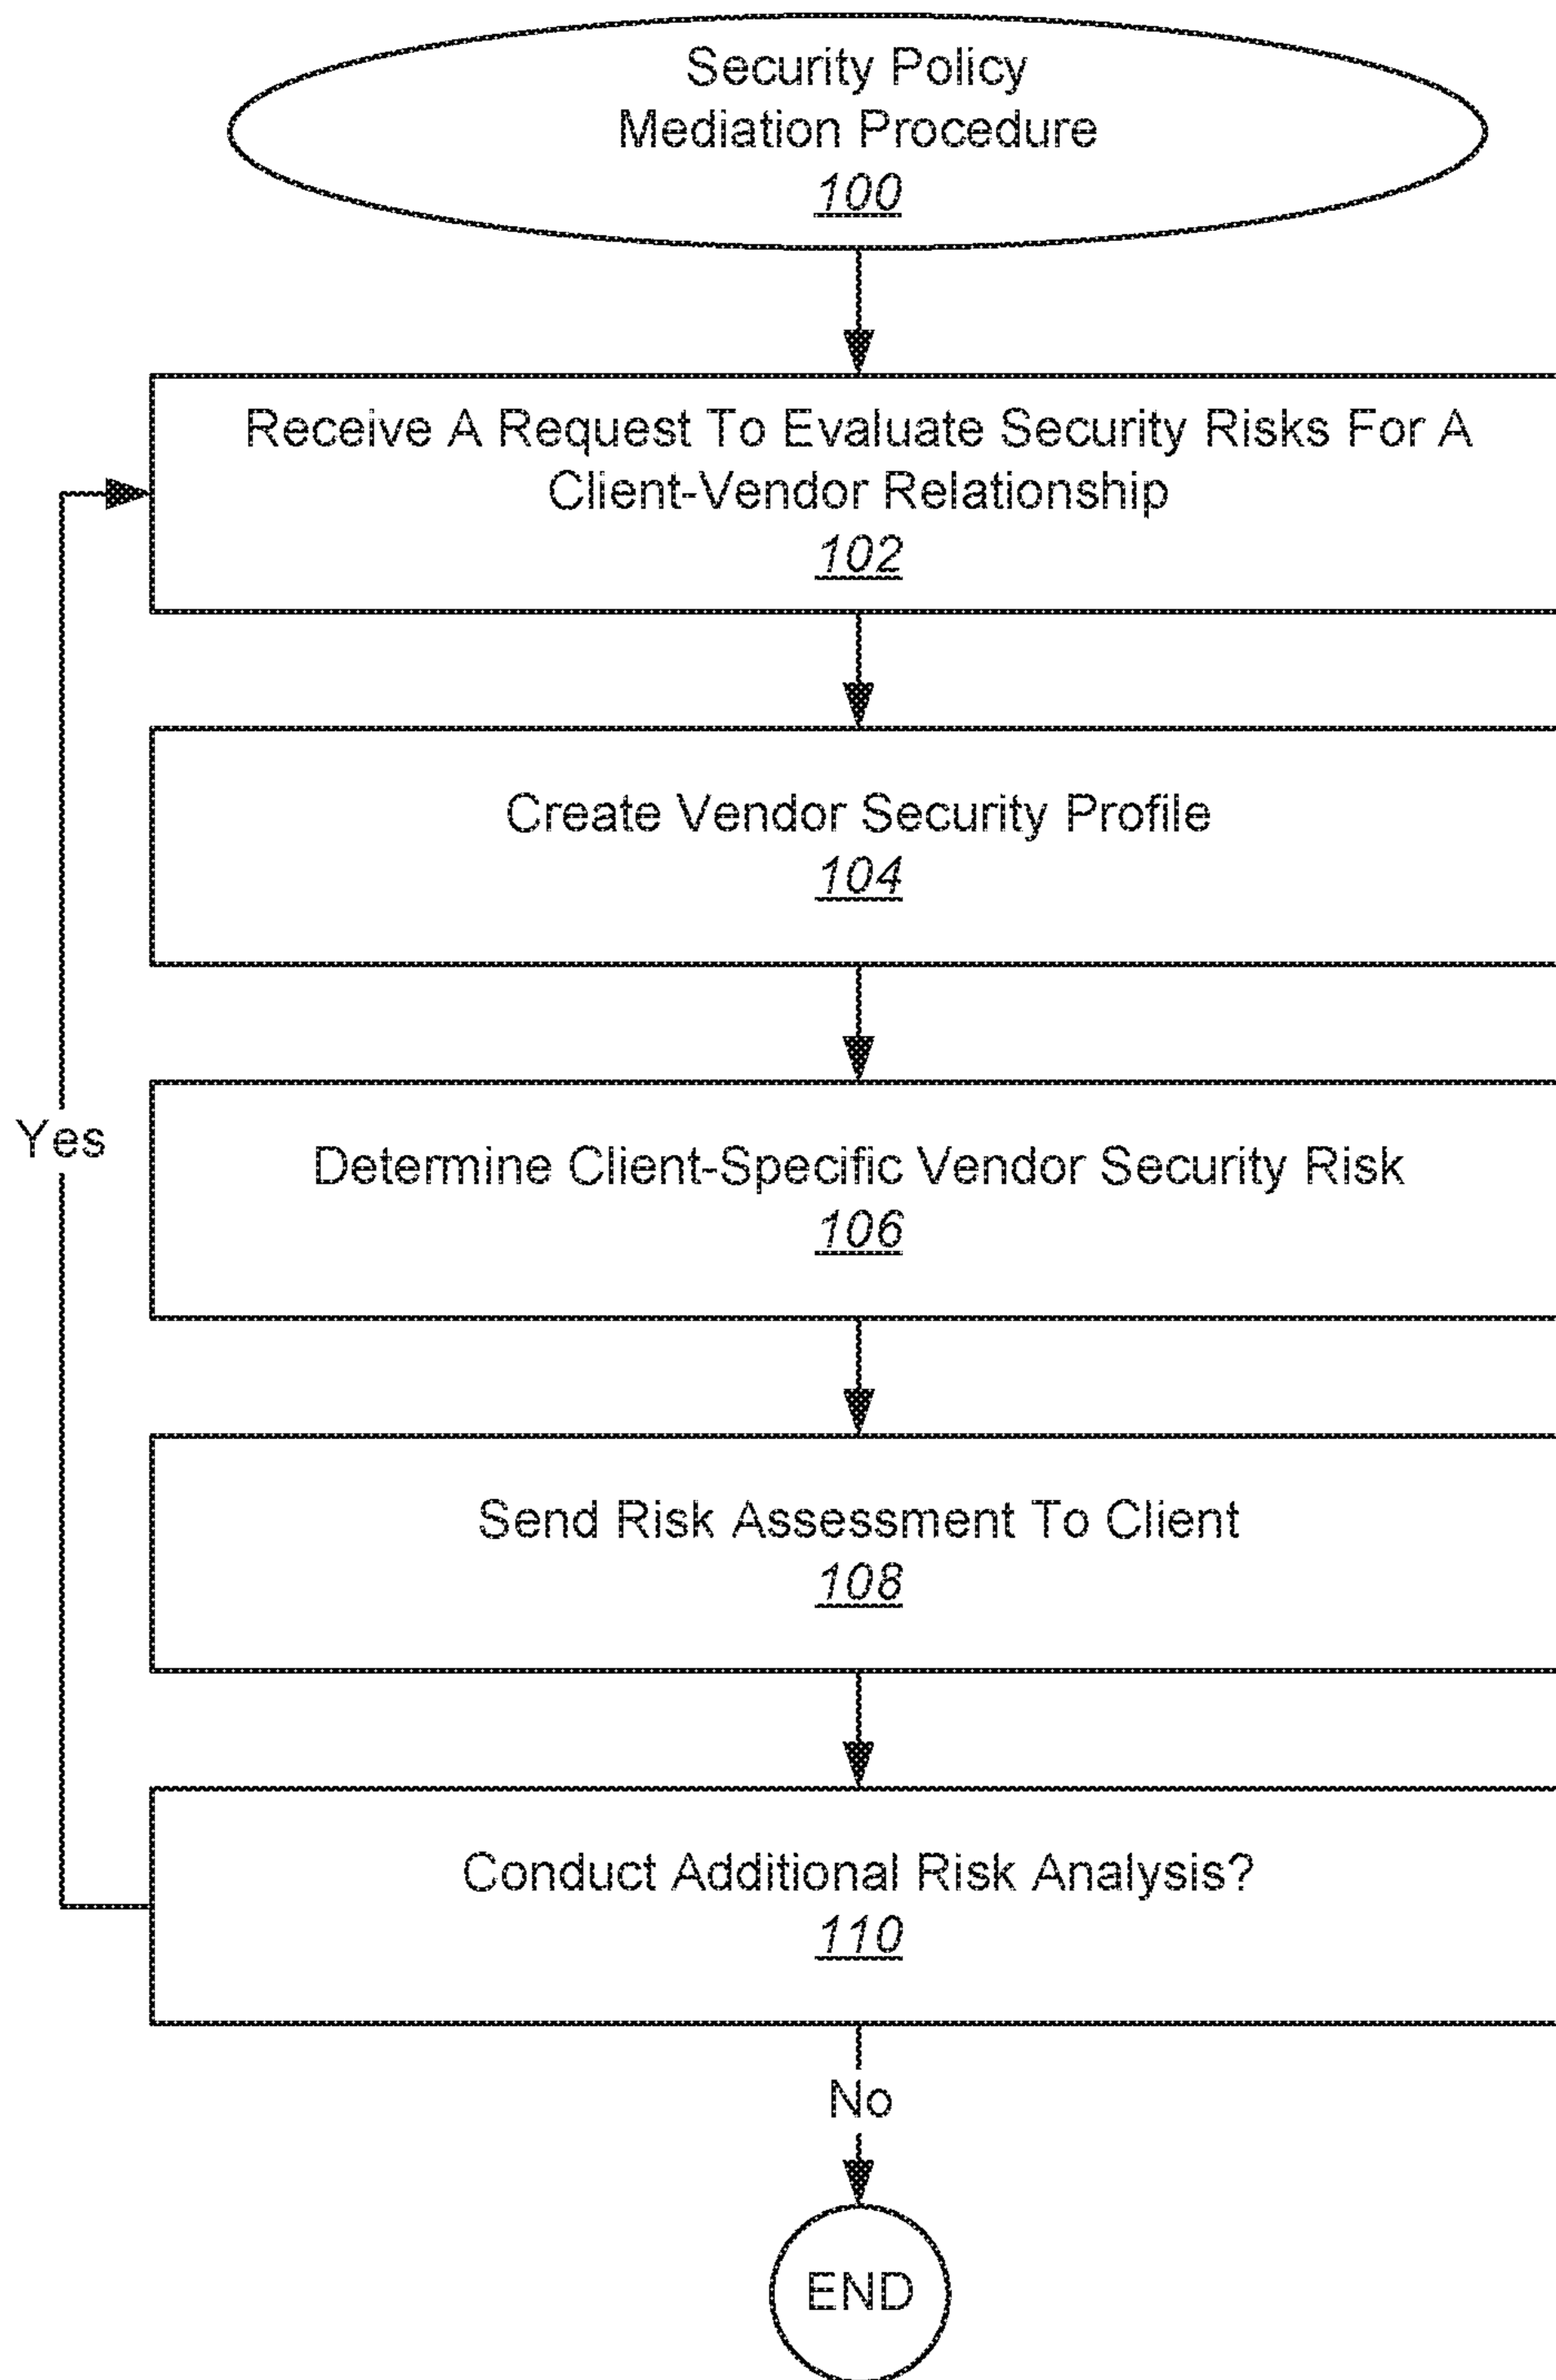 Security Policy
Mediation Procedure
100
Receive A Request To Evaluate Security Risks For A
Client-Vendor Relationship
102
Create Vendor Security Profile
104
Yes
Determine Client-Specific Vendor Security Risk
106
Send Risk Assessment To Client
108
Conduct Additional Risk Analysis?
110
No
END